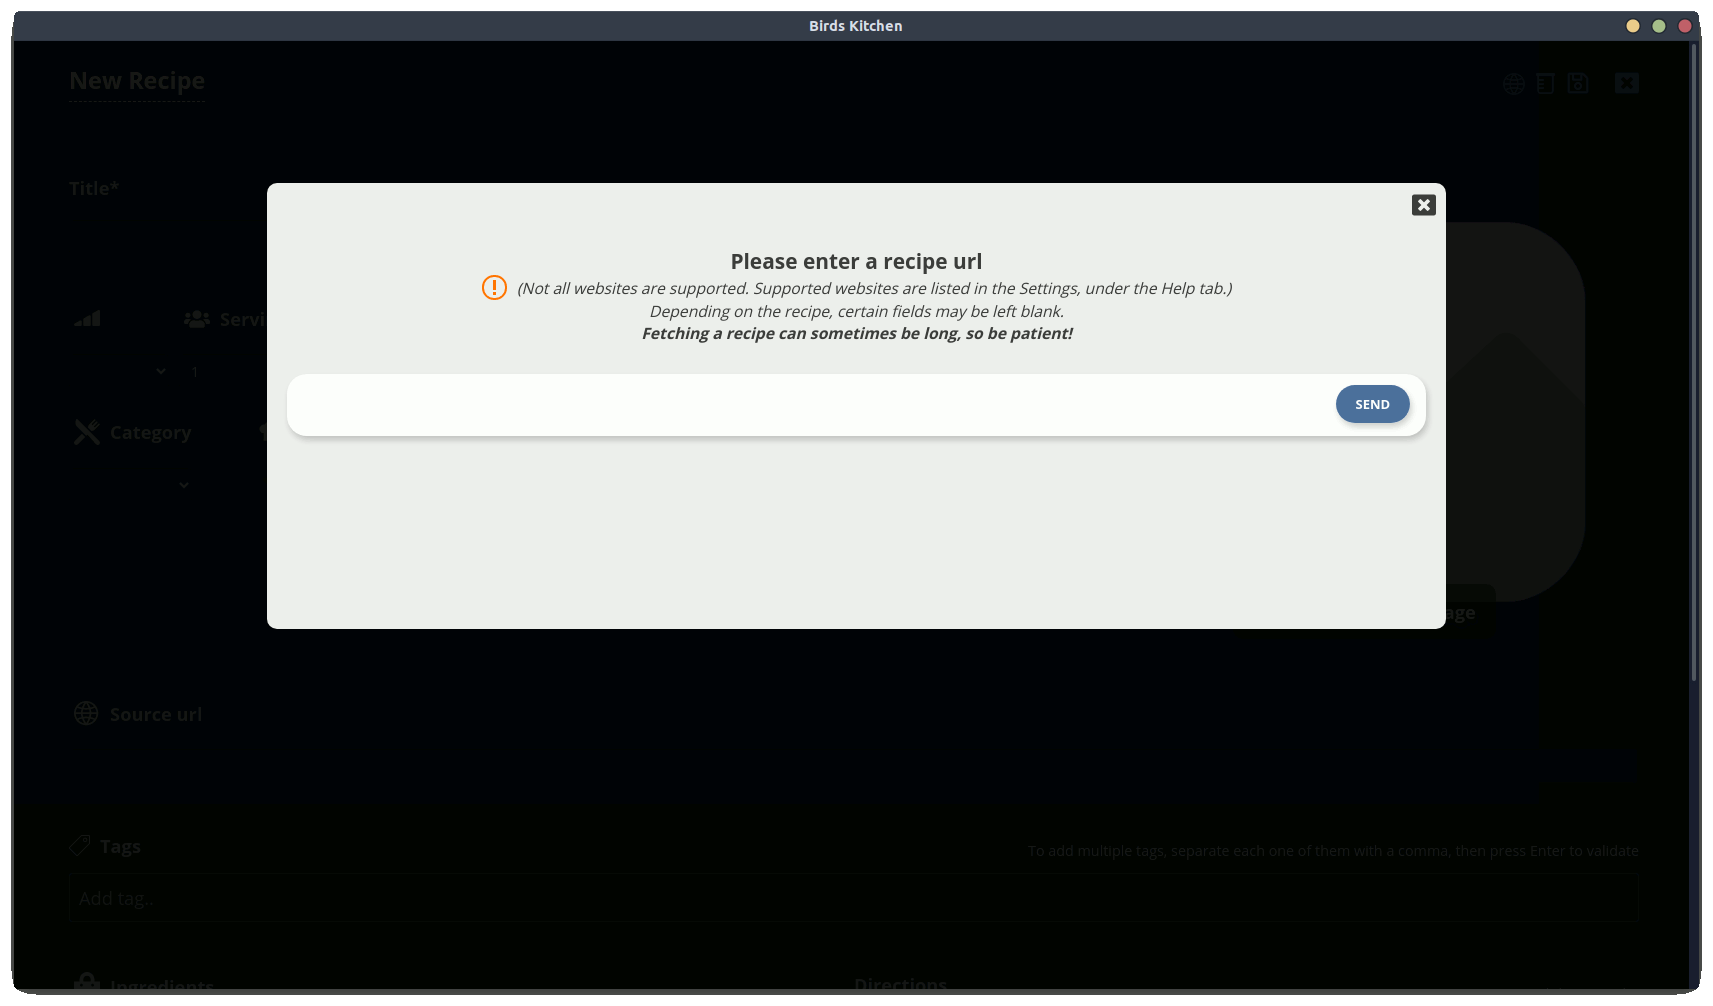 Birds Kitchen
New Recipe
Title*
Please enter a recipe url
(Not all websites are supported. Supported websites are listed in the Settings, under the Help tab.)
Depending on the recipe, certain fields may be left blank.
Fetching a recipe can sometimes be long, so be patient!
Servi
1
SEND
Category
age
Source url
Tags
To add multiple tags, separate each one of them with a comma, then press Enter to validate
Add tag..
Ingredients
Directions